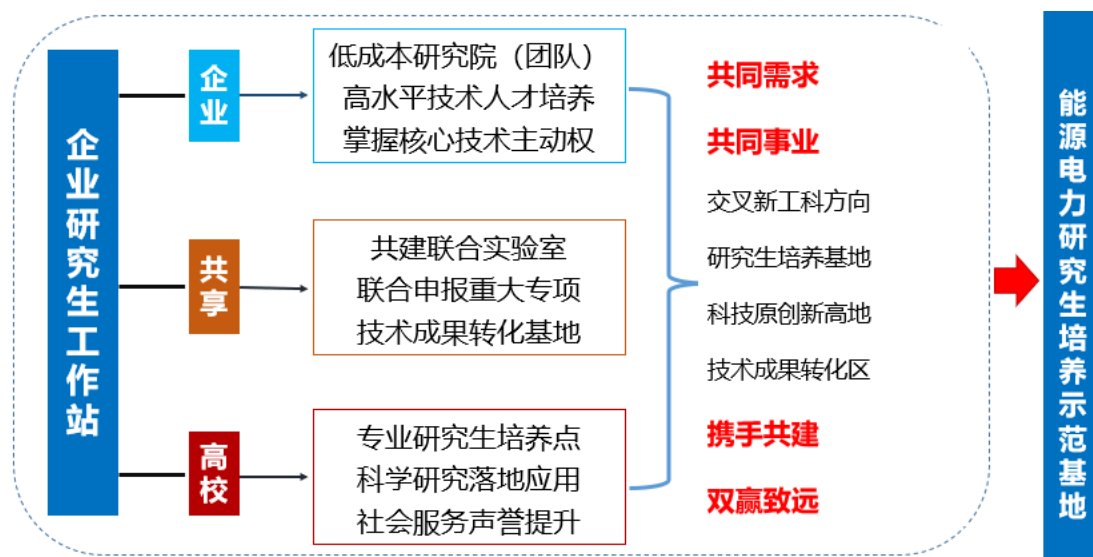 企业研究生工作站
企业
低成本研究院（团队）
高水平技术人才培养
掌握核心技术主动权
共享
共建联合实验室
联合申报重大专项
技术成果转化基地
高校
专业研究生培养点
科学研究落地应用
社会服务声誉提升
共同需求
共同事业
交叉新工科方向
研究生培养基地
科技原创新高地
技术成果转化区
携手共建
双赢致远
能源电力研究生培养示范基地